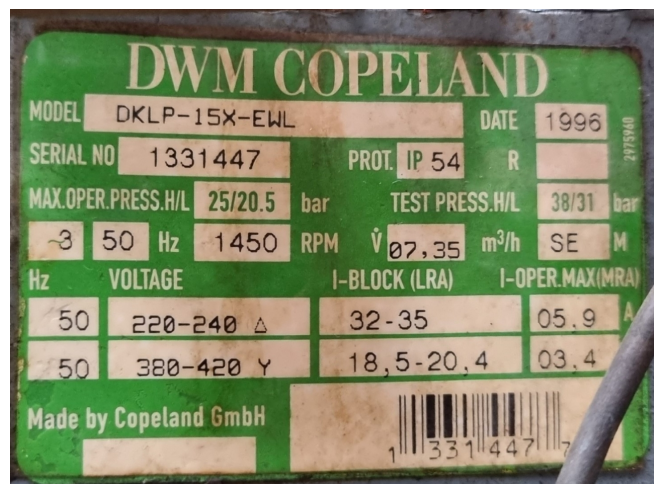 DWM COPELAND
MODEL DKLP-15X-EWL DATE 1996
SERIAL NO 1331447 PROT. IP 54 R
2975960
MAX.OPER.PRESS.H/L 25/20.5 bar TEST PRESS.H/L 38/31 bar
~3 50 Hz 1450 RPM V̇ 07,35 m³/h SE M
Hz VOLTAGE I-BLOCK (LRA) I-OPER.MAX(MRA)
50 220-240 △ 32-35 05,9 A
50 380-420 Y 18,5-20,4 03,4
Made by Copeland GmbH
1 331 447